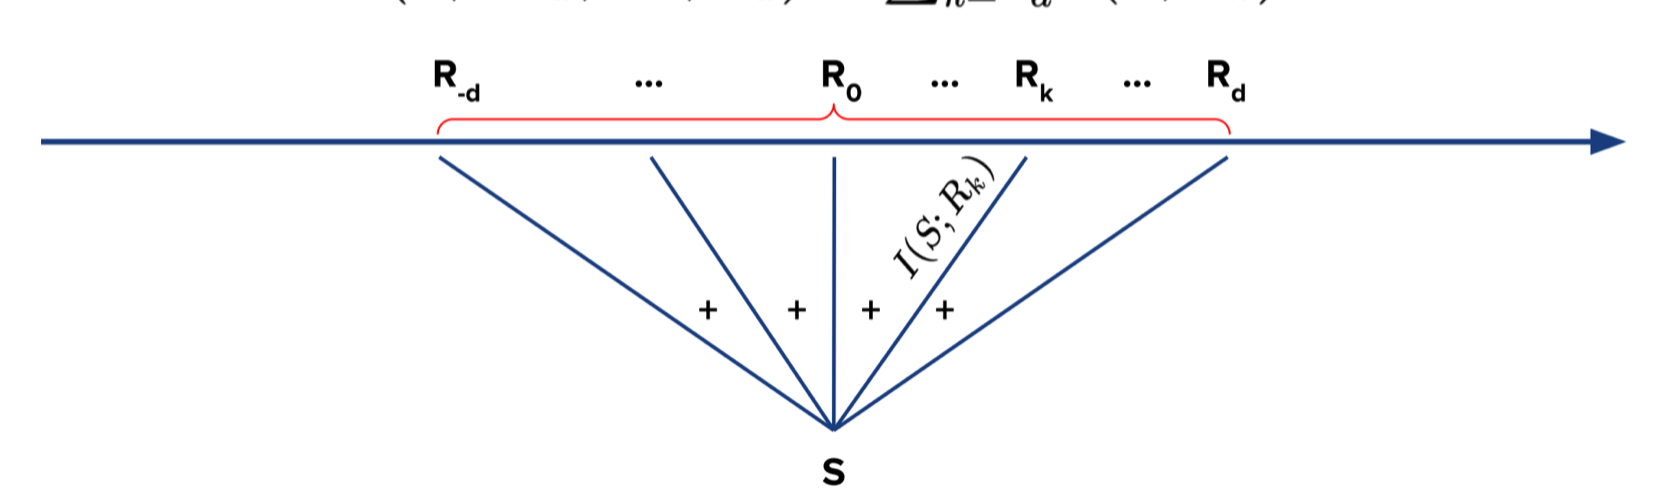 R-d ... R0 ... Rk ... Rd
I(S; Rk)
+ + + +
S